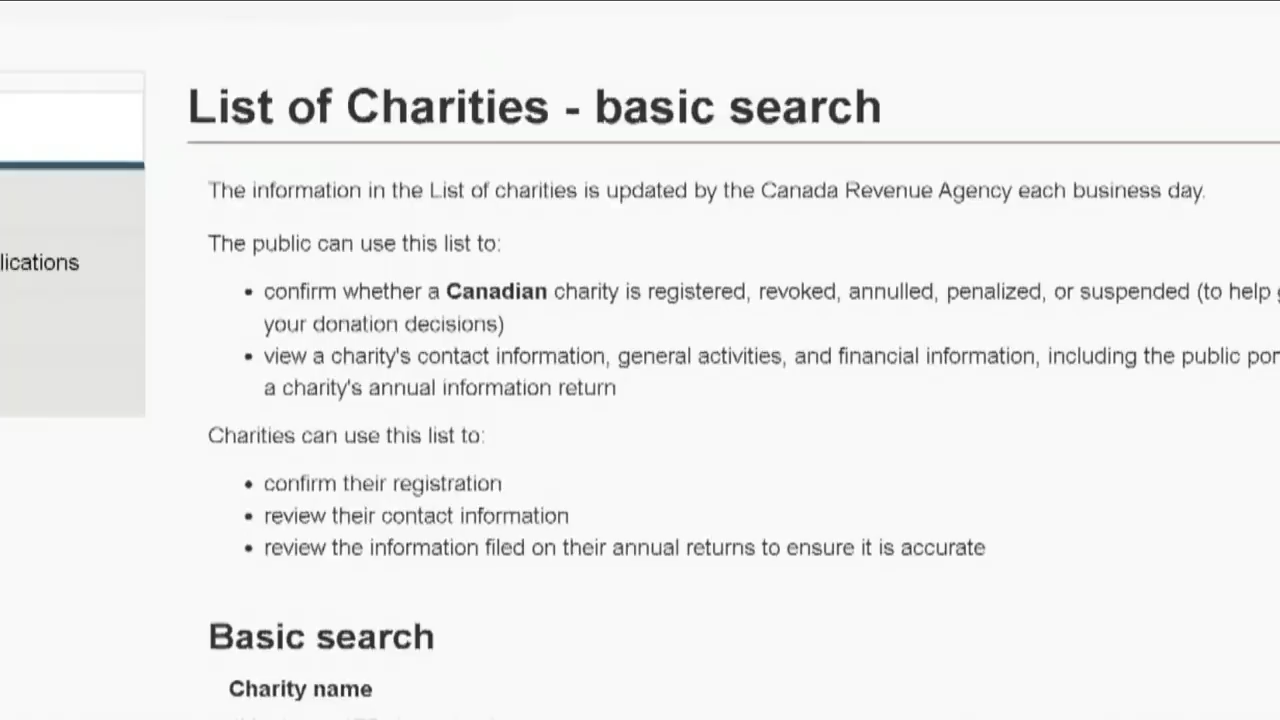 List of Charities - basic search
The information in the List of charities is updated by the Canada Revenue Agency each business day.
The public can use this list to:
lications
• confirm whether a Canadian charity is registered, revoked, annulled, penalized, or suspended (to help
your donation decisions)
• view a charity's contact information, general activities, and financial information, including the public por
a charity's annual information return
Charities can use this list to:
• confirm their registration
• review their contact information
• review the information filed on their annual returns to ensure it is accurate
Basic search
Charity name